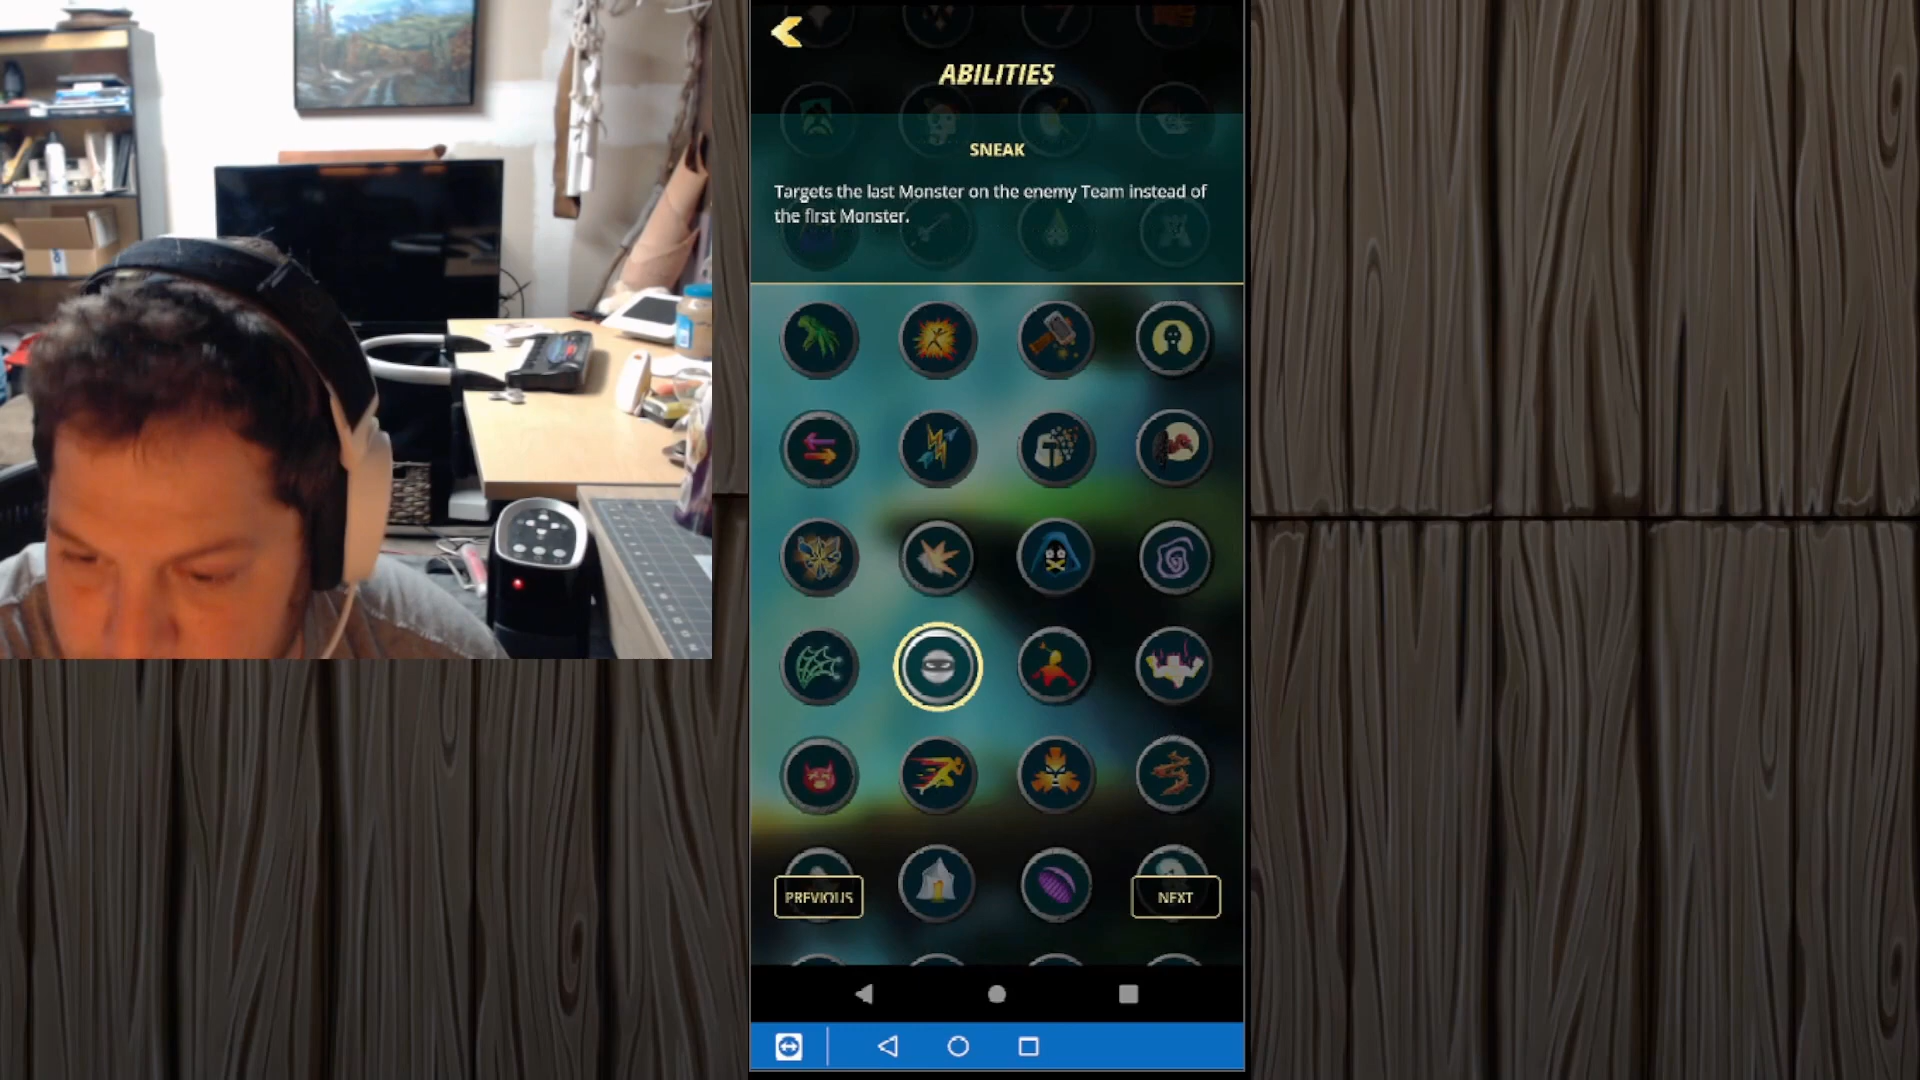 ABILITIES
SNEAK
Targets the last Monster on the enemy Team instead of
the first Monster.
PREVIOUS
NEXT